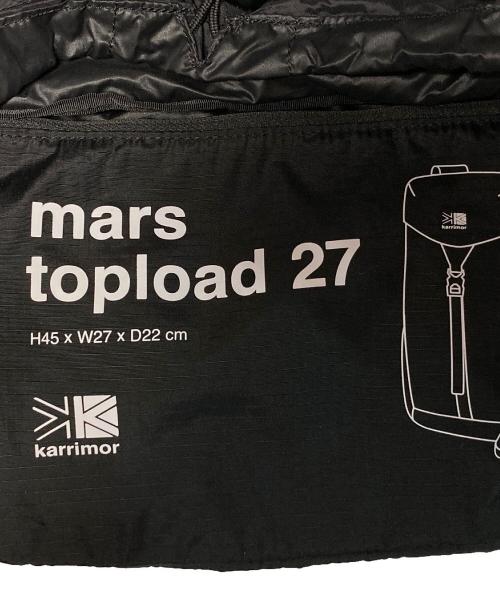 mars
topload 27
H45 x W27 x D22 cm
karrimor
karrimor